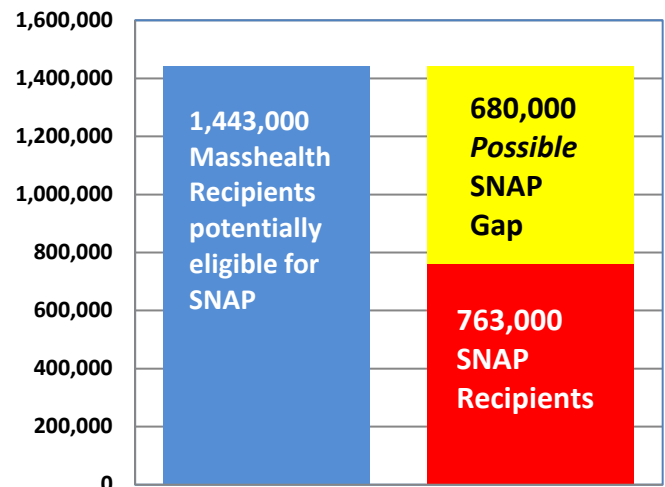 1,600,000
1,400,000
1,200,000
1,000,000
800,000
600,000
400,000
200,000
0
1,443,000
Masshealth
Recipients
potentially
eligible for
SNAP
680,000
Possible
SNAP
Gap
763,000
SNAP
Recipients